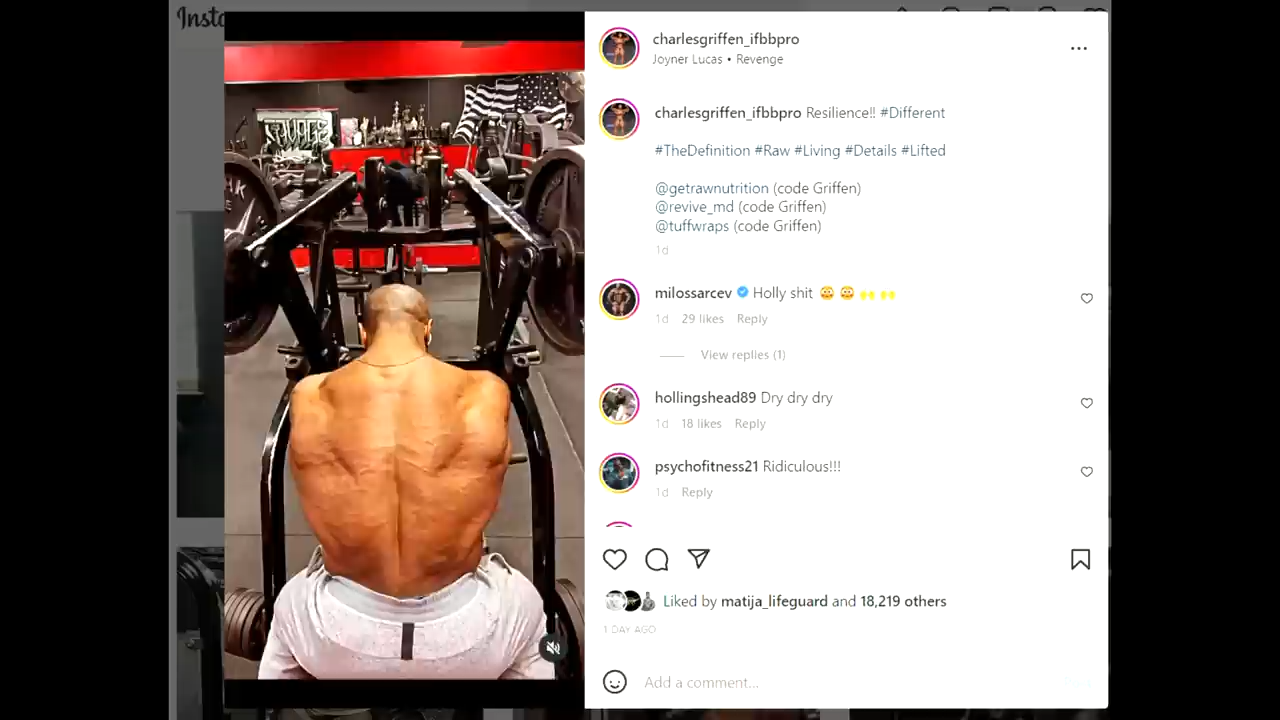 Insta
charlesgriffen_ifbbpro
Joyner Lucas • Revenge
charlesgriffen_ifbbpro Resilience!! #Different
#TheDefinition #Raw #Living #Details #Lifted
@getrawnutrition (code Griffen)
@revive_md (code Griffen)
@tuffwraps (code Griffen)
1d
milossarcev Holly shit 😳 😳 🙌 🙌
1d 29 likes Reply
View replies (1)
hollingshead89 Dry dry dry
1d 18 likes Reply
psychofitness21 Ridiculous!!!
1d Reply
Liked by matija_lifeguard and 18,219 others
1 DAY AGO
Add a comment...